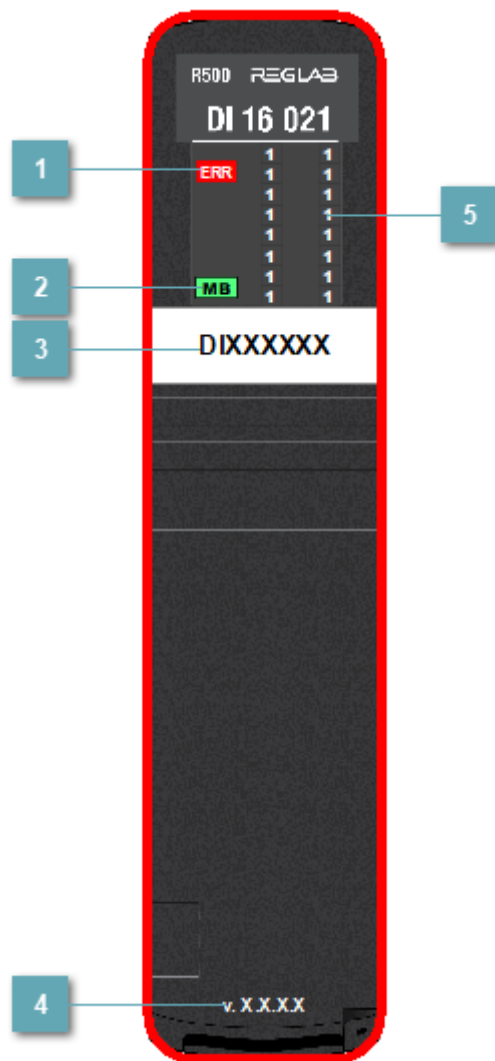 R500 REGLAB
DI 16 021
1 1
1 ERR 1 1
1 1
1 1 5
1 1
1 1
2 MB 1 1
1 1
3 DIXXXXXX
4 v. X.X.X.X